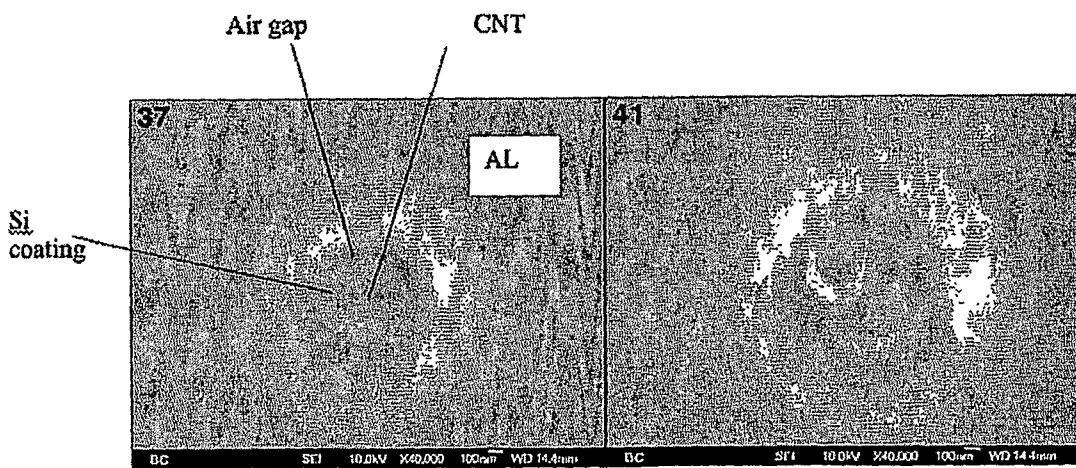 Air gap
CNT
37
41
AL
Si
coating
BC SEI 10.0kV X40,000 100nm WD 14.4mm
BC SEI 10.0kV X40,000 100nm WD 14.4mm